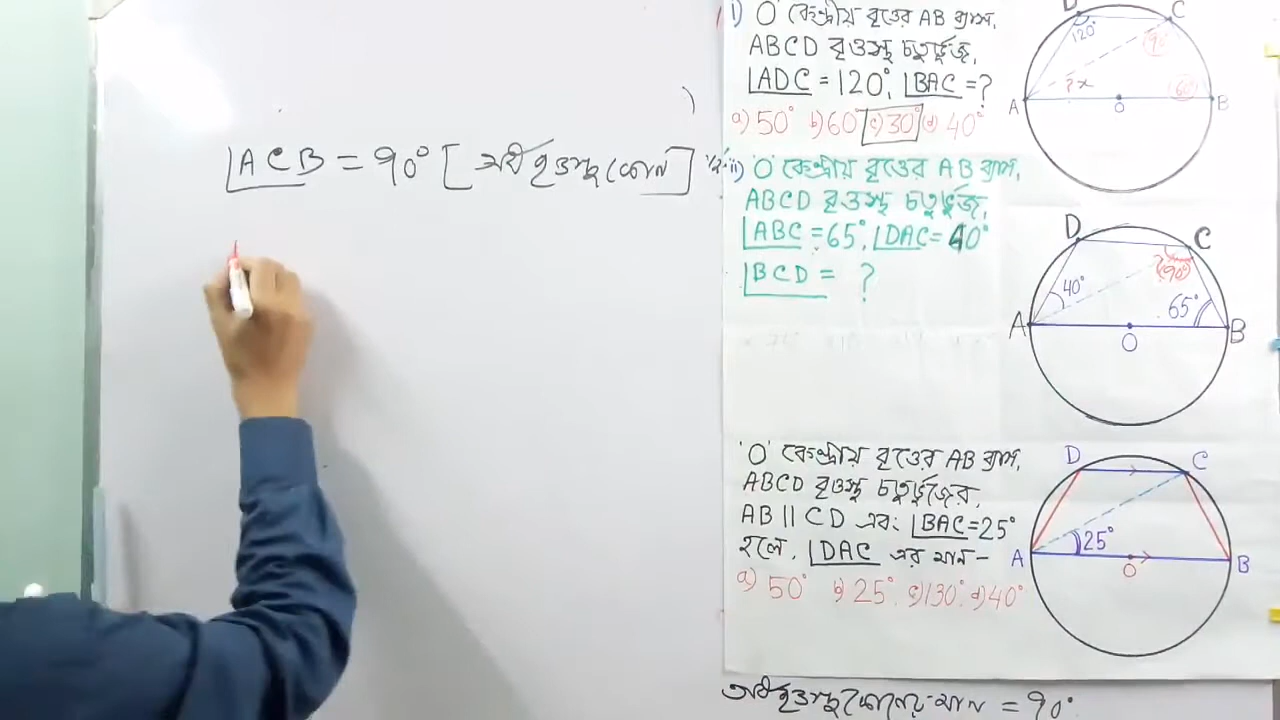 ∠ACB = 90° [অর্ধবৃত্তস্থ কোন]
i) 'O' কেন্দ্রীয় বৃত্তের AB ব্যাস,
ABCD বৃত্তস্থ চতুর্ভুজ,
∠ADC = 120°, ∠BAC = ?
a) 50° b) 60° c) 30° d) 40°
D C
120° 90°
?x 60°
A O B
ii) 'O' কেন্দ্রীয় বৃত্তের AB ব্যাস,
ABCD বৃত্তস্থ চতুর্ভুজ,
∠ABC = 65°, ∠DAC = 40°
∠BCD = ?
D C
? 90°
40° 65°
A B
O
'O' কেন্দ্রীয় বৃত্তের AB ব্যাস,
ABCD বৃত্তস্থ চতুর্ভুজের,
AB || CD এবং ∠BAC = 25°
হলে, ∠DAC এর মান -
a) 50° b) 25° c) 130° d) 40°
D C
25°
A O B
অর্ধবৃত্তস্থ কোনের মান = 90°